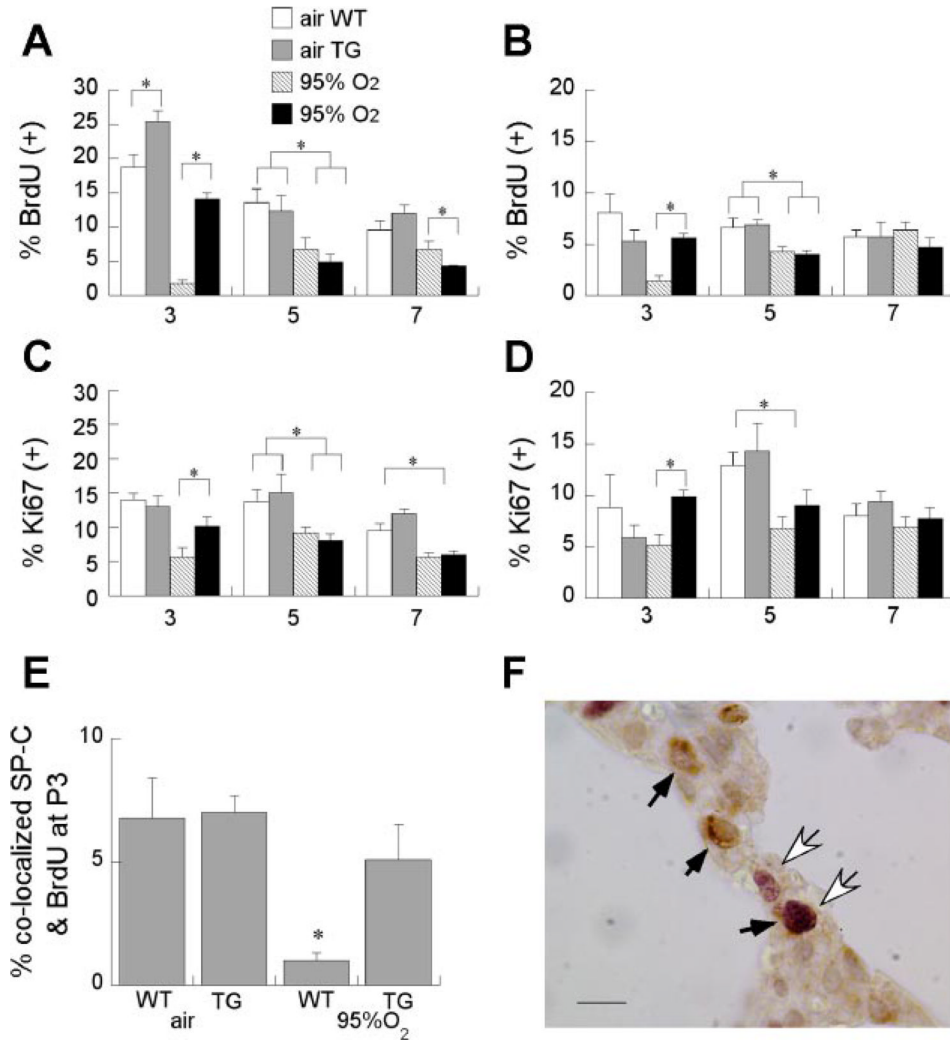 A
B
air WT
air TG
95% O2
95% O2
% BrdU (+)
30
25
20
15
10
5
0
*
*
*
*
3
5
7
% BrdU (+)
20
15
10
5
0
*
*
3
5
7
C
D
% Ki67 (+)
30
25
20
15
10
5
0
*
*
*
3
5
7
% Ki67 (+)
20
15
10
5
0
*
*
3
5
7
E
F
% co-localized SP-C
& BrdU at P3
10
5
0
*
WT TG WT TG
air 95%O2